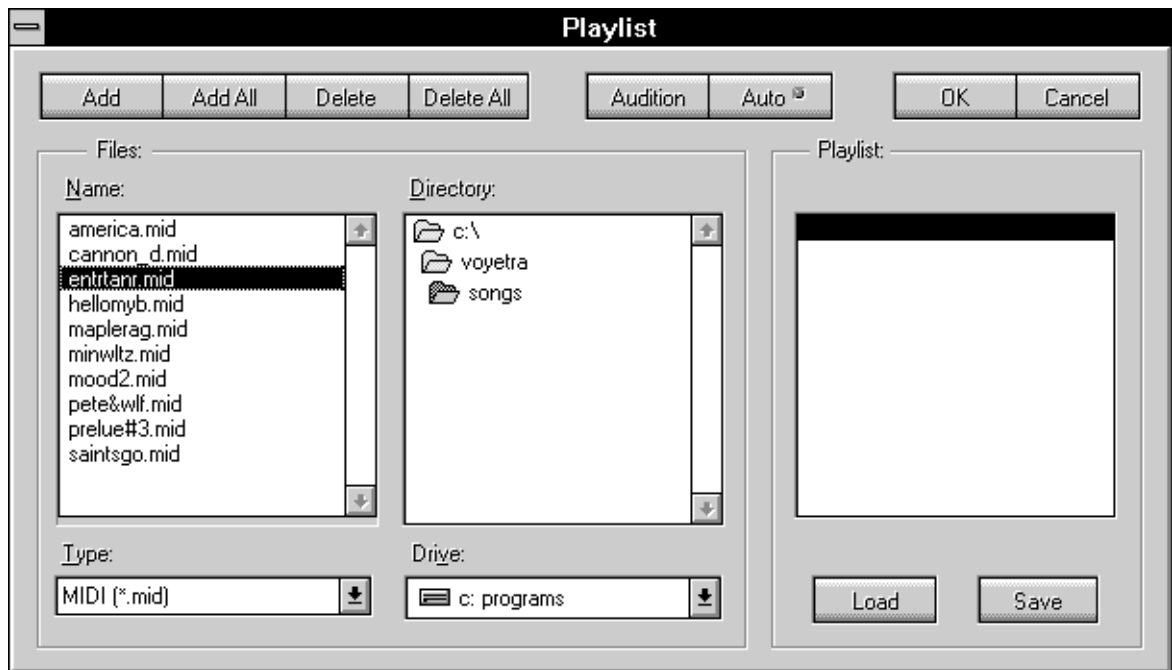 Playlist
Add Add All Delete Delete All Audition Auto OK Cancel
Files:
Name:
america.mid
cannon_d.mid
entrtanr.mid
hellomyb.mid
maplerag.mid
minwltz.mid
mood2.mid
pete&wlf.mid
prelue#3.mid
saintsgo.mid
Type:
MIDI (*.mid)
Directory:
c:\
voyetra
songs
Drive:
c: programs
Playlist:
Load Save